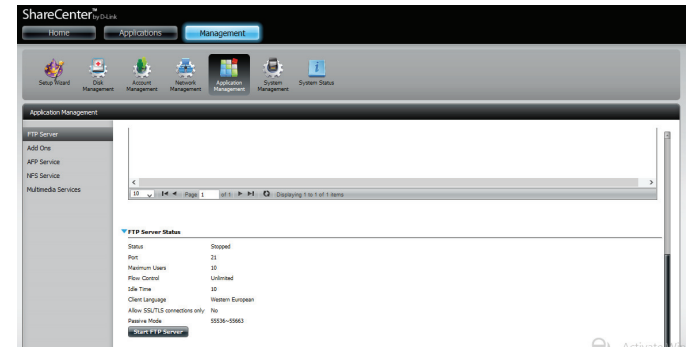 ShareCenter™ by D-Link
Home Applications Management
Setup Wizard Disk Management Account Management Network Management Application Management System Management System Status
Application Management
FTP Server
Add Ons
AFP Service
NFS Service
Multimedia Services
10 Page 1 of 1 Displaying 1 to 1 of 1 items
FTP Server Status
Status Stopped
Port 21
Maximum Users 10
Flow Control Unlimited
Idle Time 10
Client Language Western European
Allow SSL/TLS connections only No
Passive Mode 55536~55663
Start FTP Server